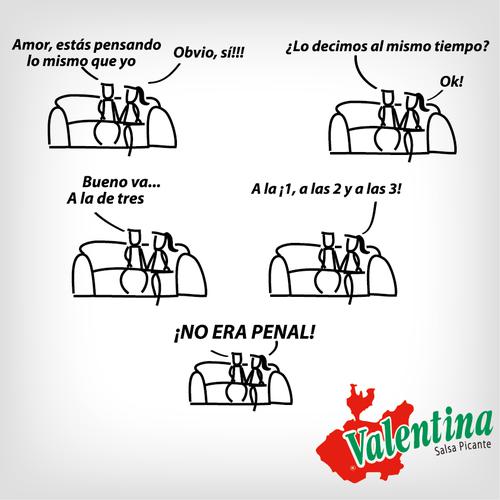 Amor, estás pensando
lo mismo que yo
Obvio, sí!!!
¿Lo decimos al mismo tiempo?
Ok!
Bueno va...
A la de tres
A la ¡1, a las 2 y a las 3!
¡NO ERA PENAL!
Valentina
Salsa Picante
®